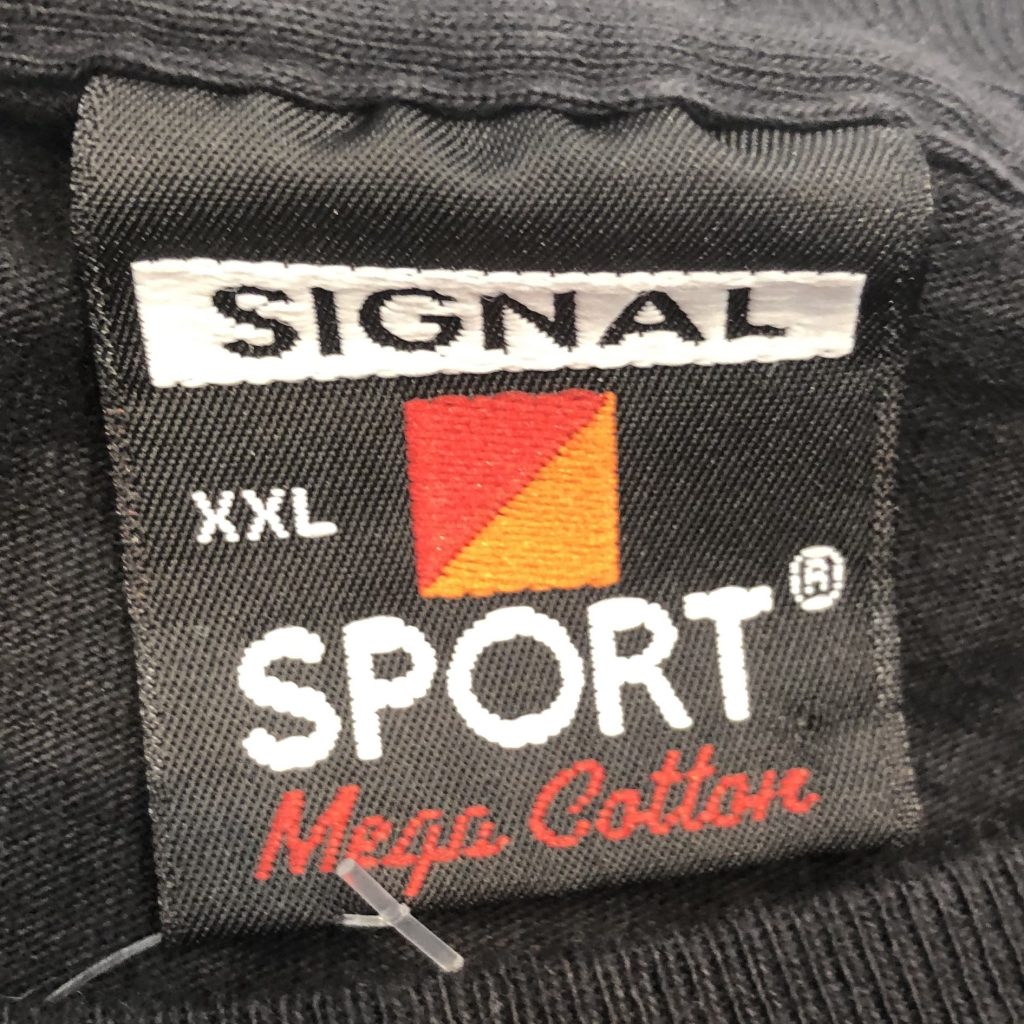 SIGNAL
XXL
SPORT®
Mega Cotton